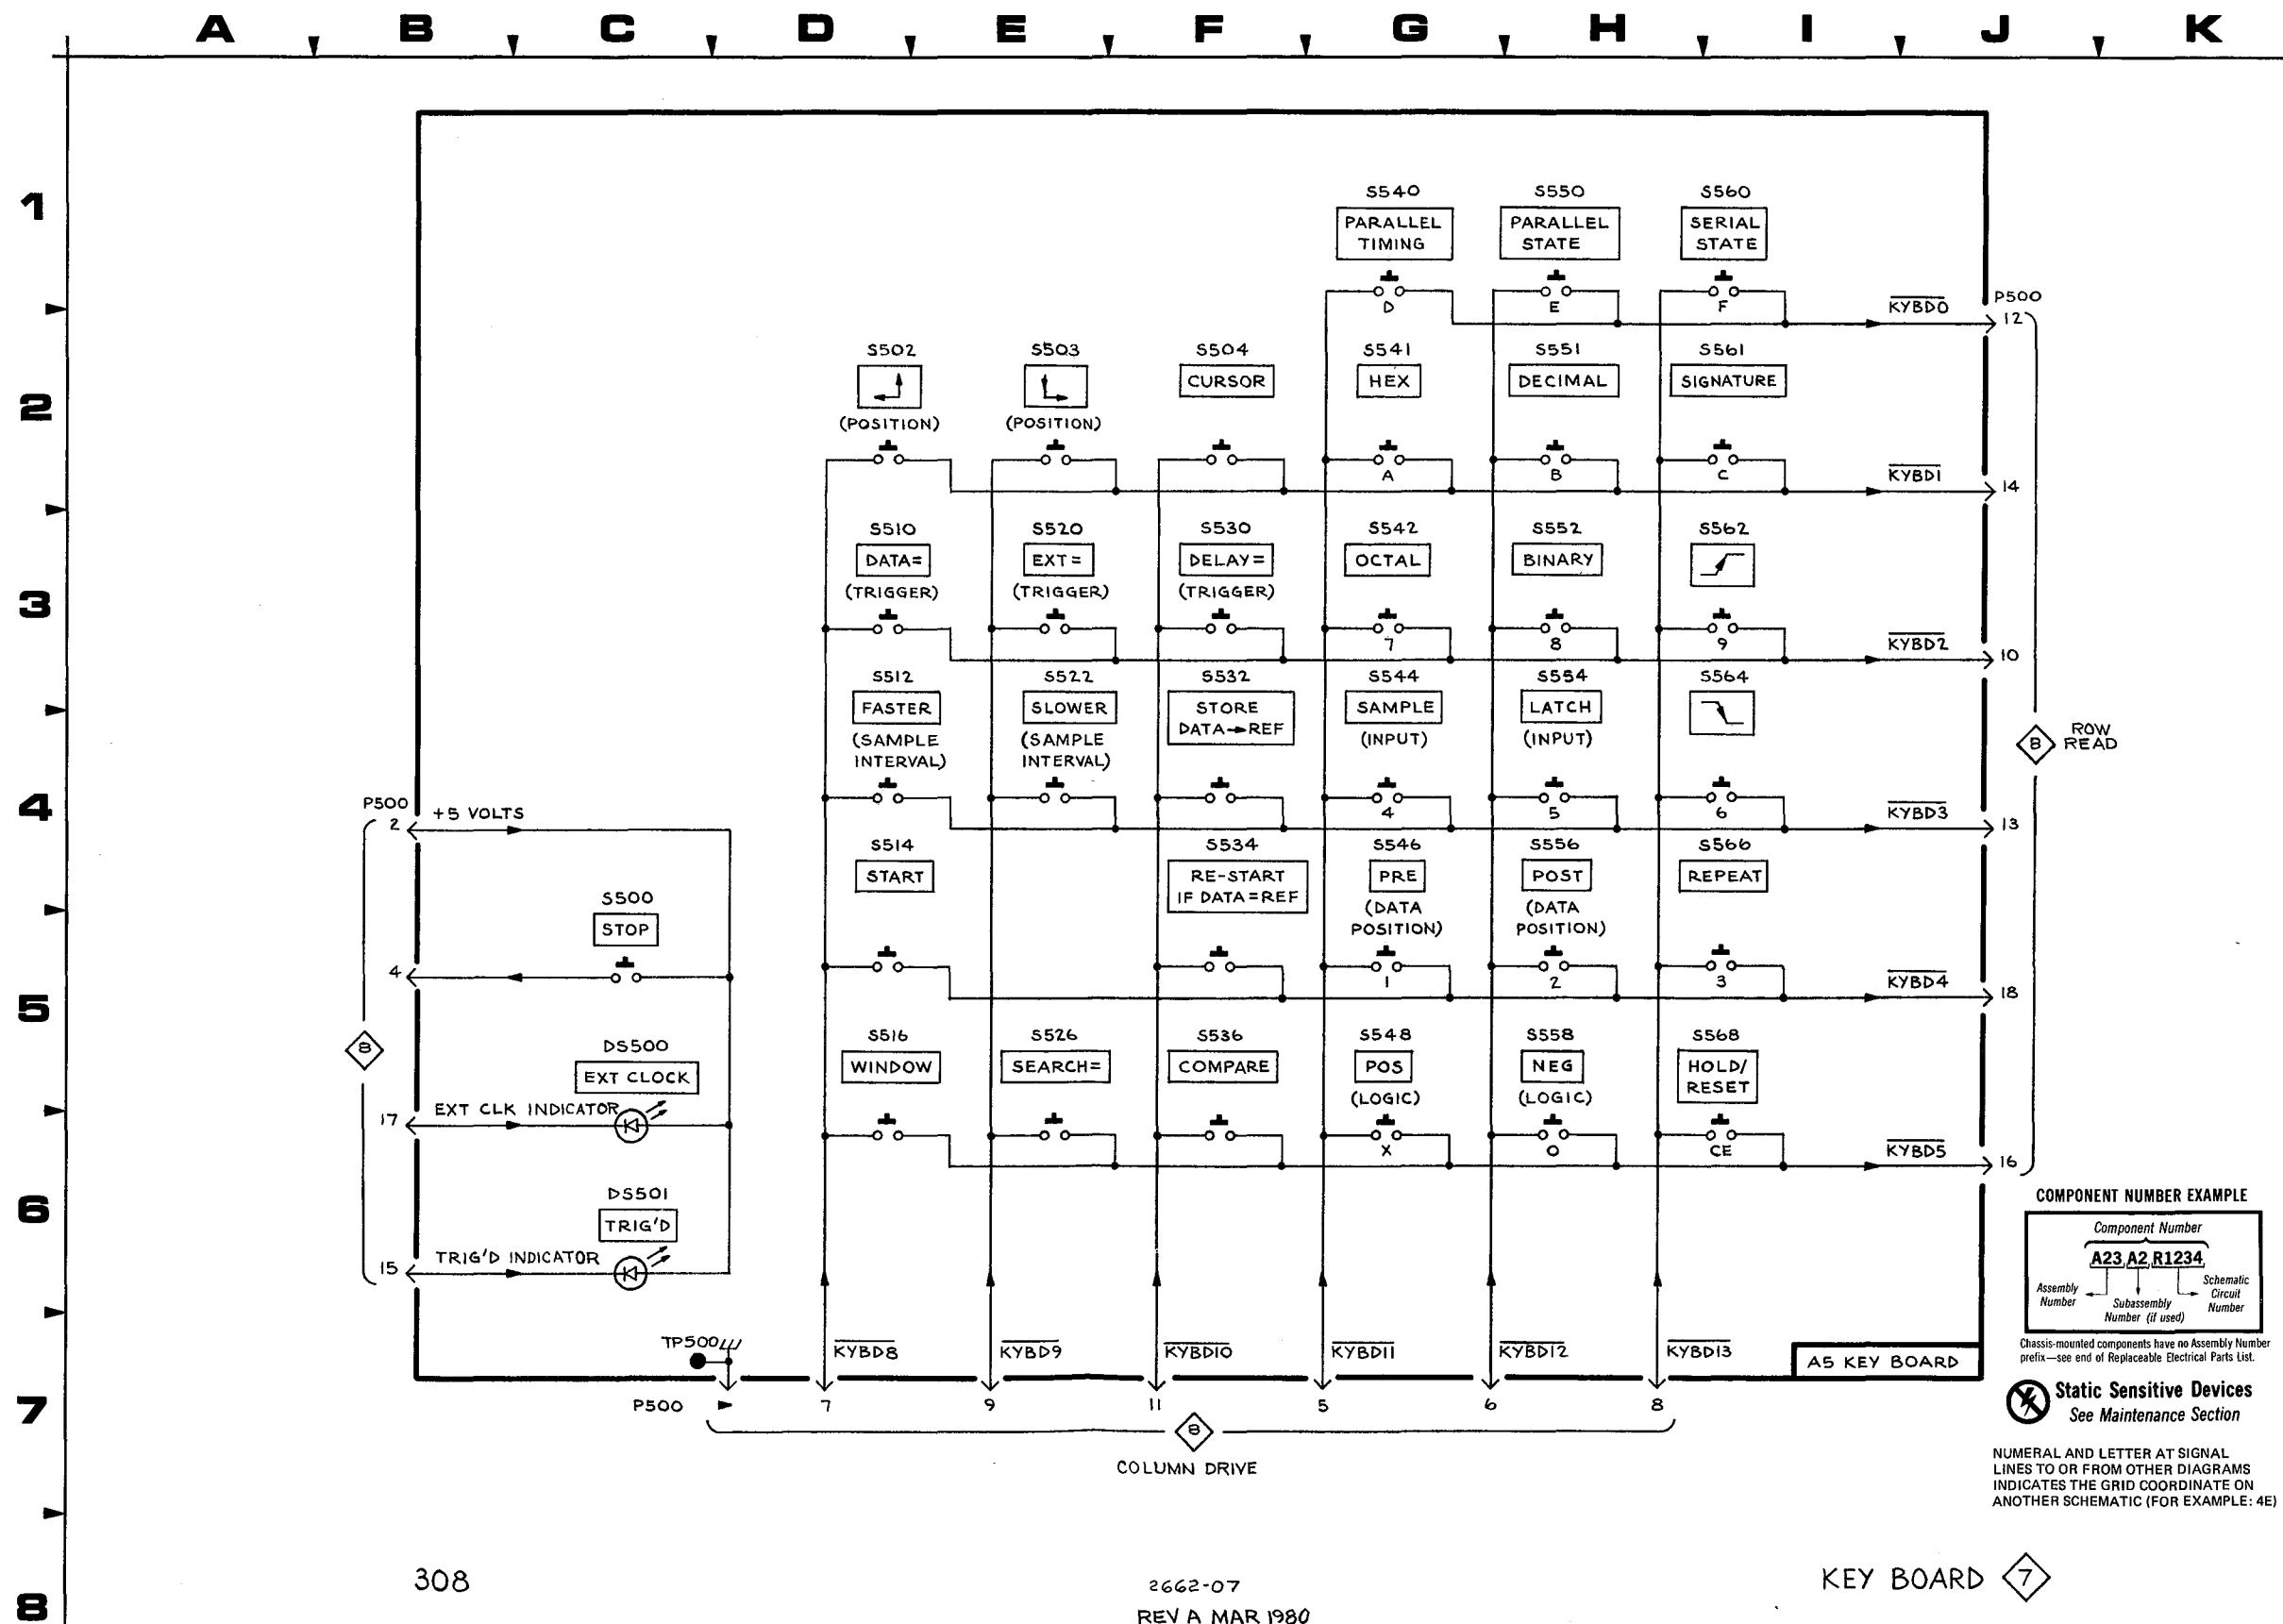 A B C D E F G H I J K
1
S540 S550 S560
PARALLEL TIMING
PARALLEL STATE
SERIAL STATE
D E F
KYBD0
P500
12
2
S502 S503 S504 S541 S551 S561
CURSOR
HEX
DECIMAL
SIGNATURE
(POSITION) (POSITION)
A B C
KYBD1
14
3
S510 S520 S530 S542 S552 S562
DATA=
EXT=
DELAY=
OCTAL
BINARY
(TRIGGER) (TRIGGER) (TRIGGER)
7 8 9
KYBD2
10
S512 S522 S532 S544 S554 S564
FASTER
SLOWER
STORE
DATA→REF
SAMPLE
LATCH
(SAMPLE INTERVAL)
(SAMPLE INTERVAL)
(INPUT) (INPUT)
8
ROW READ
4
4 5 6
KYBD3
13
P500
2
+5 VOLTS
S514 S534 S546 S556 S566
START
RE-START
IF DATA=REF
PRE
POST
REPEAT
(DATA POSITION)
(DATA POSITION)
S500
STOP
4
1 2 3
KYBD4
18
5
8
S516 S526 S536 S548 S558 S568
WINDOW
SEARCH=
COMPARE
POS
NEG
HOLD/
RESET
(LOGIC) (LOGIC)
DS500
EXT CLOCK
17
EXT CLK INDICATOR
X 0 CE
KYBD5
16
6
DS501
TRIG'D
15
TRIG'D INDICATOR
TP500
KYBD8 KYBD9 KYBD10 KYBD11 KYBD12 KYBD13
A5 KEY BOARD
7
P500
7 9 11 5 6 8
8
COLUMN DRIVE
COMPONENT NUMBER EXAMPLE
Component Number
A23 A2 R1234
Assembly Number
Subassembly Number (if used)
Schematic Circuit Number
Chassis-mounted components have no Assembly Number
prefix—see end of Replaceable Electrical Parts List.
Static Sensitive Devices
See Maintenance Section
NUMERAL AND LETTER AT SIGNAL
LINES TO OR FROM OTHER DIAGRAMS
INDICATES THE GRID COORDINATE ON
ANOTHER SCHEMATIC (FOR EXAMPLE: 4E)
8
308
2662-07
REV A MAR 1980
KEY BOARD 7